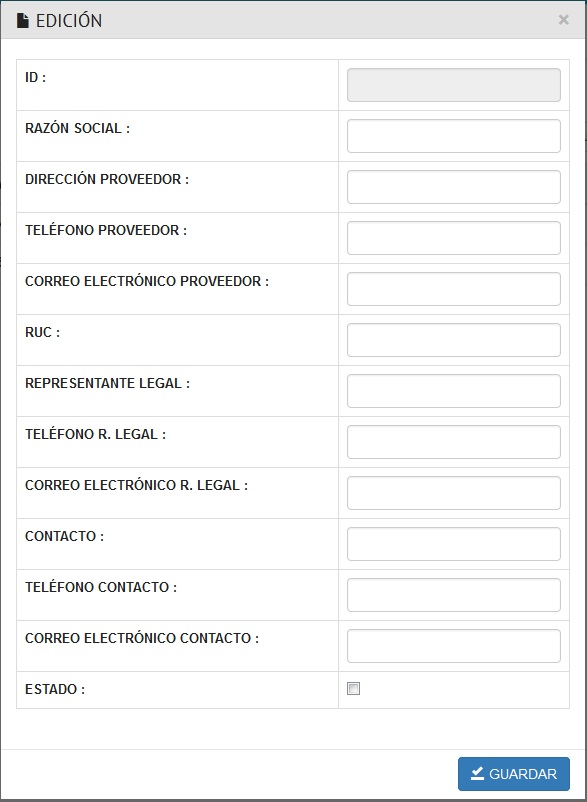 EDICIÓN ×
ID :
RAZÓN SOCIAL :
DIRECCIÓN PROVEEDOR :
TELÉFONO PROVEEDOR :
CORREO ELECTRÓNICO PROVEEDOR :
RUC :
REPRESENTANTE LEGAL :
TELÉFONO R. LEGAL :
CORREO ELECTRÓNICO R. LEGAL :
CONTACTO :
TELÉFONO CONTACTO :
CORREO ELECTRÓNICO CONTACTO :
ESTADO :
GUARDAR